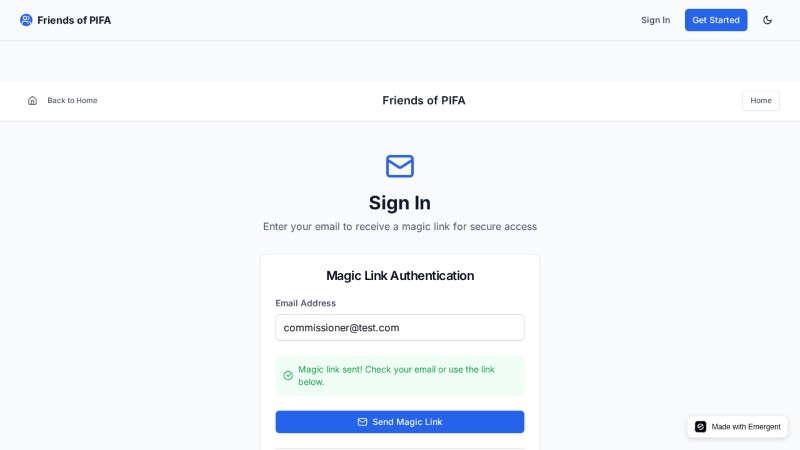 Friends of PIFA
Sign In
Get Started
Back to Home
Friends of PIFA
Home
Sign In
Enter your email to receive a magic link for secure access
Magic Link Authentication
Email Address
commissioner@test.com
Magic link sent! Check your email or use the link
below.
Send Magic Link
Made with Emergent